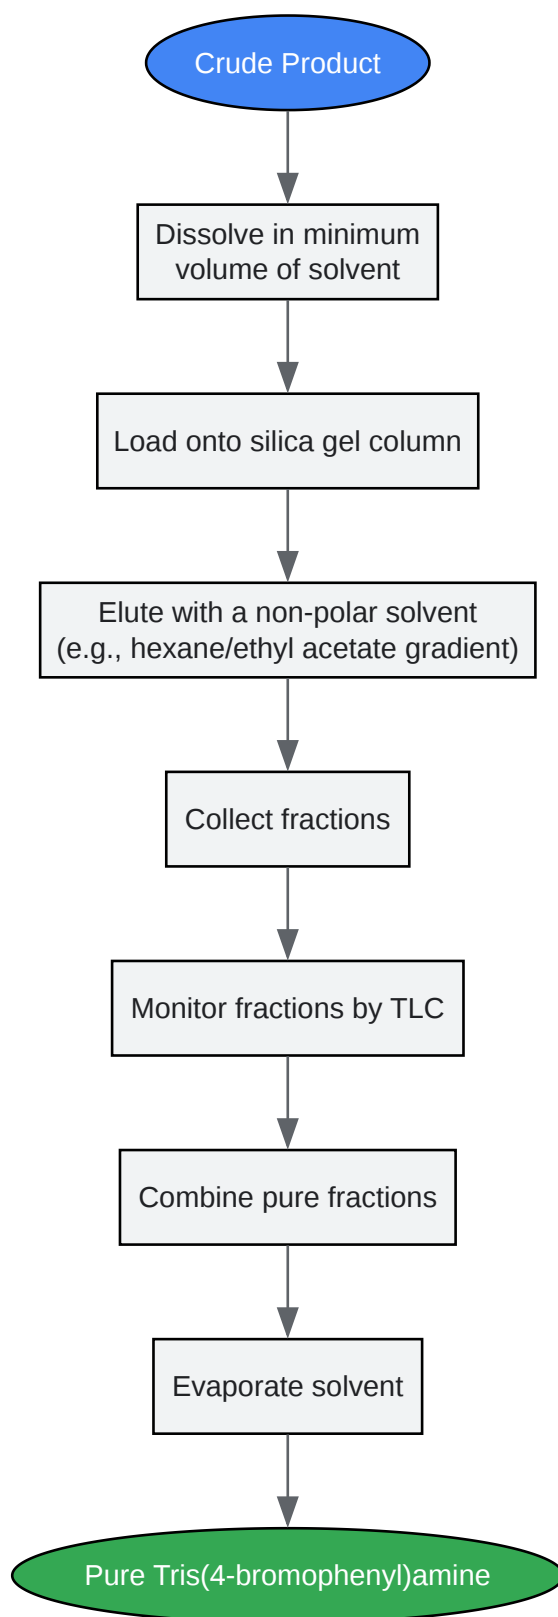 Crude Product
Dissolve in minimum
volume of solvent
Load onto silica gel column
Elute with a non-polar solvent
(e.g., hexane/ethyl acetate gradient)
Collect fractions
Monitor fractions by TLC
Combine pure fractions
Evaporate solvent
Pure Tris(4-bromophenyl)amine